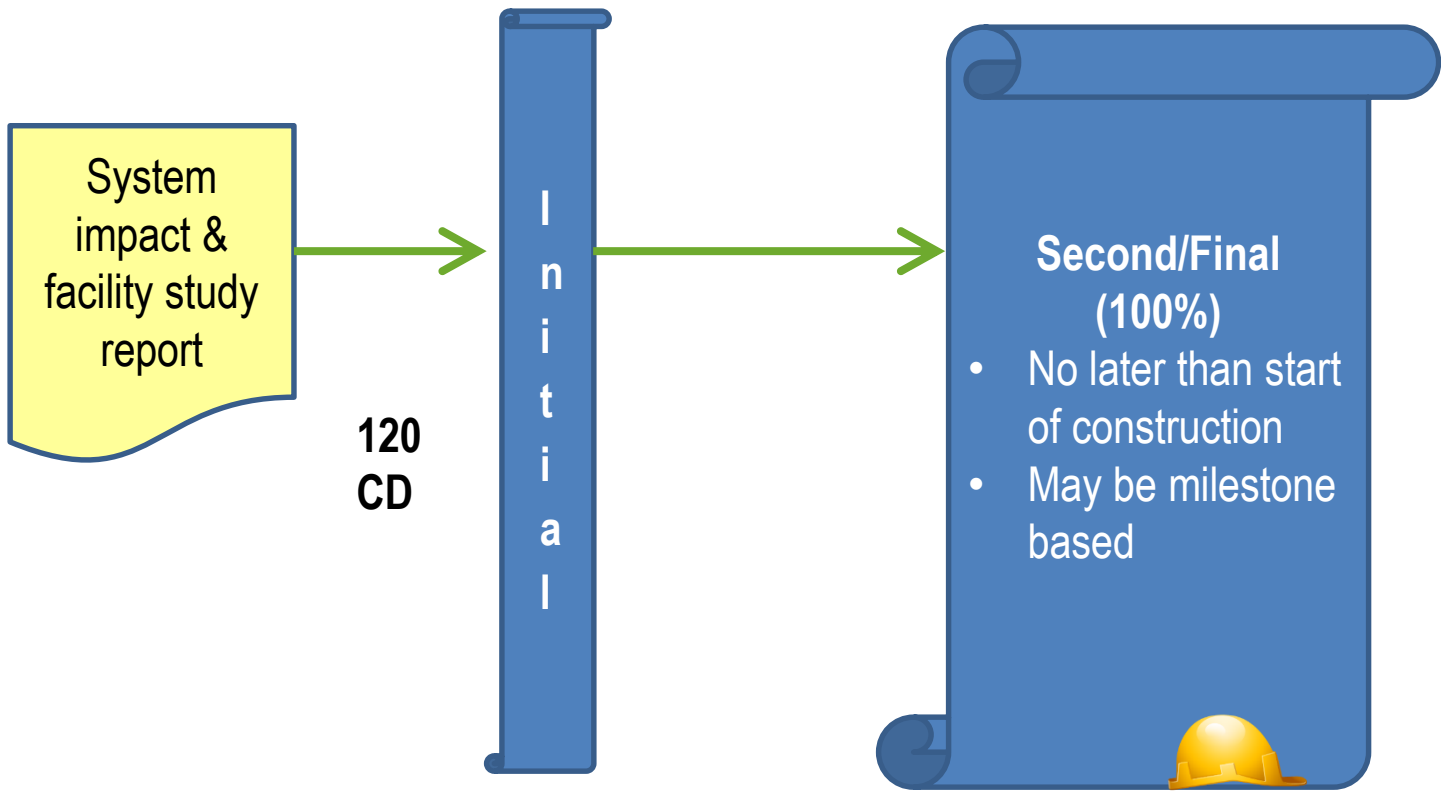 System
impact &
facility study
report
120
CD
I
n
i
t
i
a
l
Second/Final
(100%)
• No later than start
of construction
• May be milestone
based